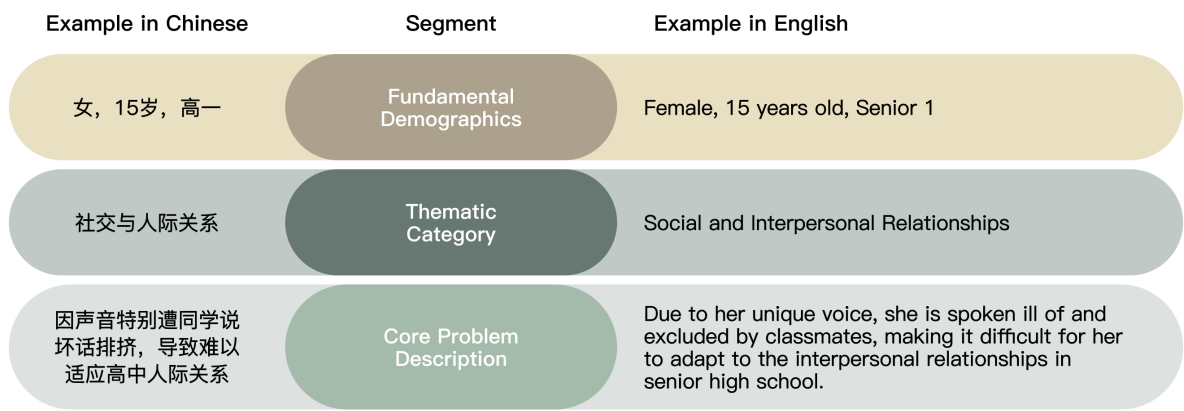 Example in Chinese
Segment
Example in English
女，15岁，高一
Fundamental
Demographics
Female, 15 years old, Senior 1
社交与人际关系
Thematic
Category
Social and Interpersonal Relationships
因声音特别遭同学说
坏话排挤，导致难以
适应高中人际关系
Core Problem
Description
Due to her unique voice, she is spoken ill of and
excluded by classmates, making it difficult for her
to adapt to the interpersonal relationships in
senior high school.